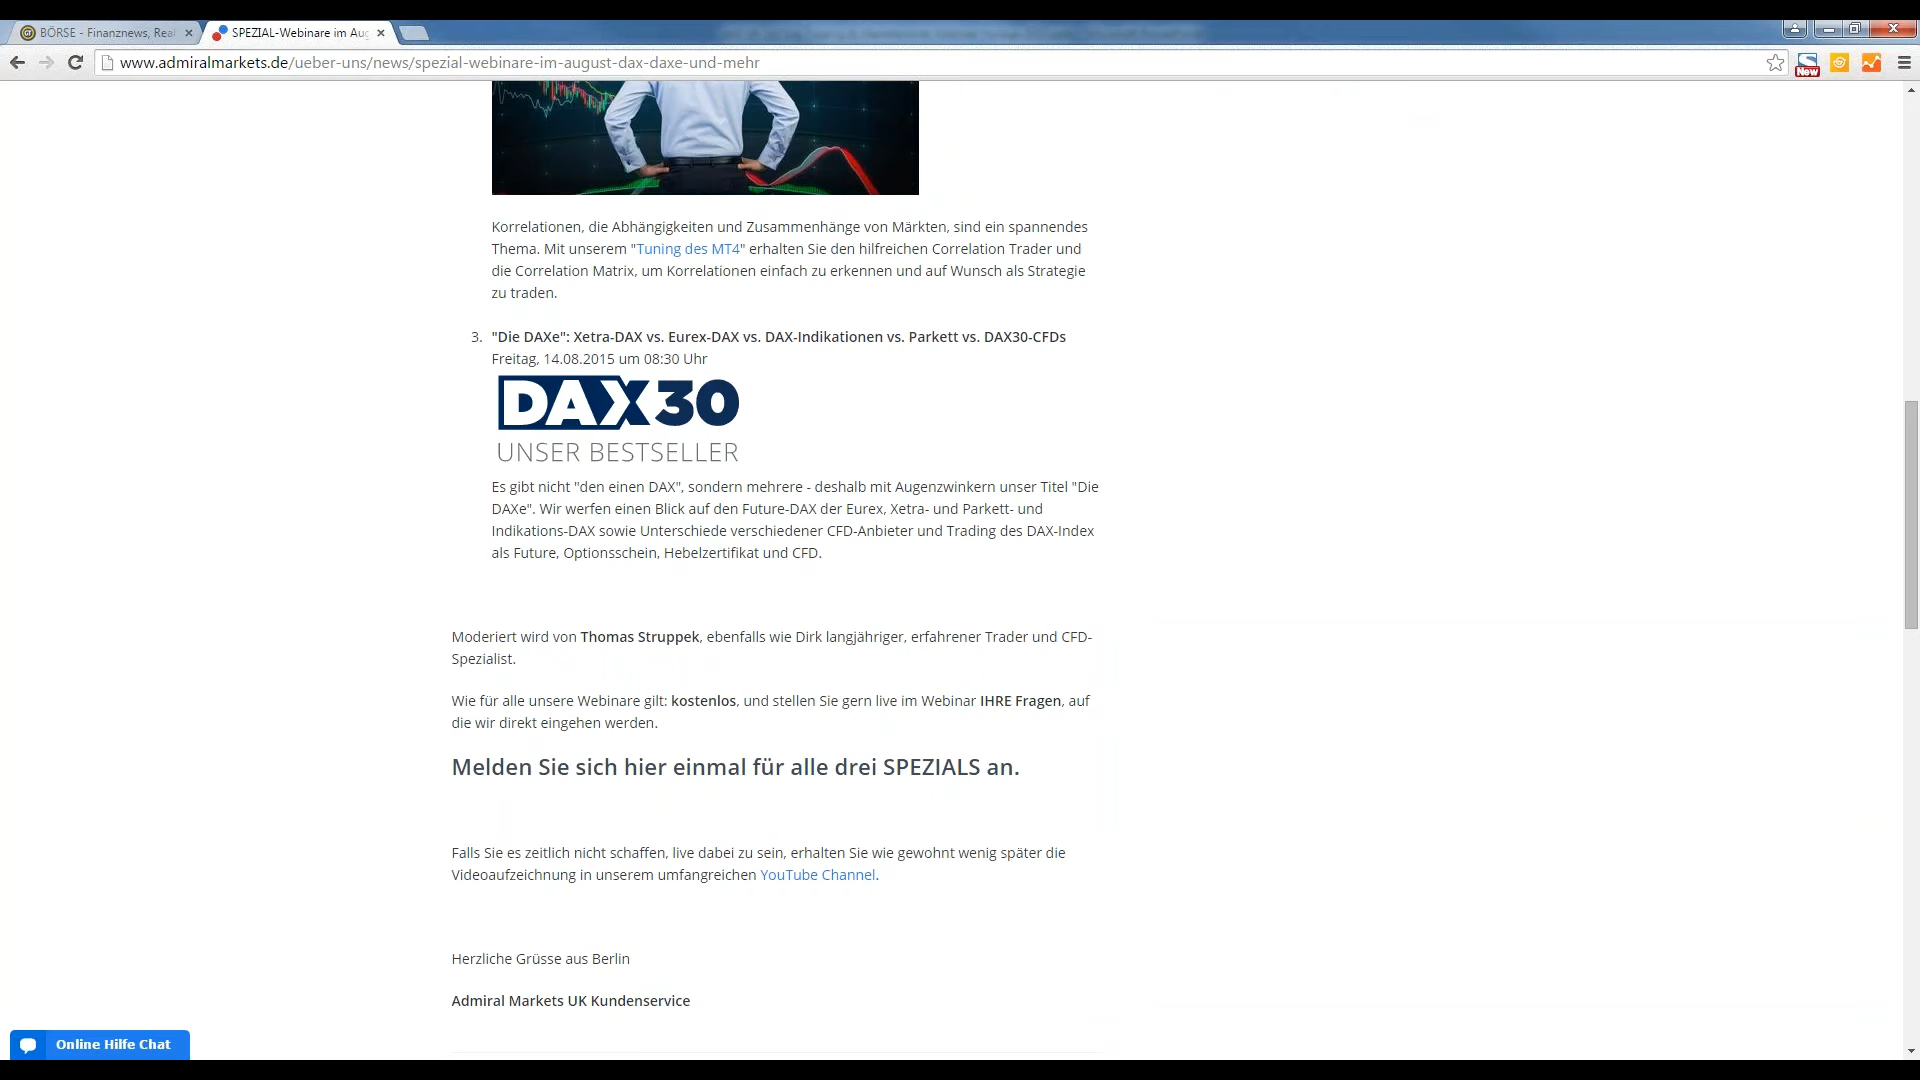 BÖRSE - Finanznews, Rea
SPEZIAL-Webinare im Aug
www.admiralmarkets.de/ueber-uns/news/spezial-webinare-im-august-dax-daxe-und-mehr
New
Korrelationen, die Abhängigkeiten und Zusammenhänge von Märkten, sind ein spannendes
Thema. Mit unserem "Tuning des MT4" erhalten Sie den hilfreichen Correlation Trader und
die Correlation Matrix, um Korrelationen einfach zu erkennen und auf Wunsch als Strategie
zu traden.
3. "Die DAXe": Xetra-DAX vs. Eurex-DAX vs. DAX-Indikationen vs. Parkett vs. DAX30-CFDs
Freitag, 14.08.2015 um 08:30 Uhr
DAX30
UNSER BESTSELLER
Es gibt nicht "den einen DAX", sondern mehrere - deshalb mit Augenzwinkern unser Titel "Die
DAXe". Wir werfen einen Blick auf den Future-DAX der Eurex, Xetra- und Parkett- und
Indikations-DAX sowie Unterschiede verschiedener CFD-Anbieter und Trading des DAX-Index
als Future, Optionsschein, Hebelzertifikat und CFD.
Moderiert wird von Thomas Struppek, ebenfalls wie Dirk langjähriger, erfahrener Trader und CFD-
Spezialist.
Wie für alle unsere Webinare gilt: kostenlos, und stellen Sie gern live im Webinar IHRE Fragen, auf
die wir direkt eingehen werden.
Melden Sie sich hier einmal für alle drei SPEZIALS an.
Falls Sie es zeitlich nicht schaffen, live dabei zu sein, erhalten Sie wie gewohnt wenig später die
Videoaufzeichnung in unserem umfangreichen YouTube Channel.
Herzliche Grüsse aus Berlin
Admiral Markets UK Kundenservice
Online Hilfe Chat